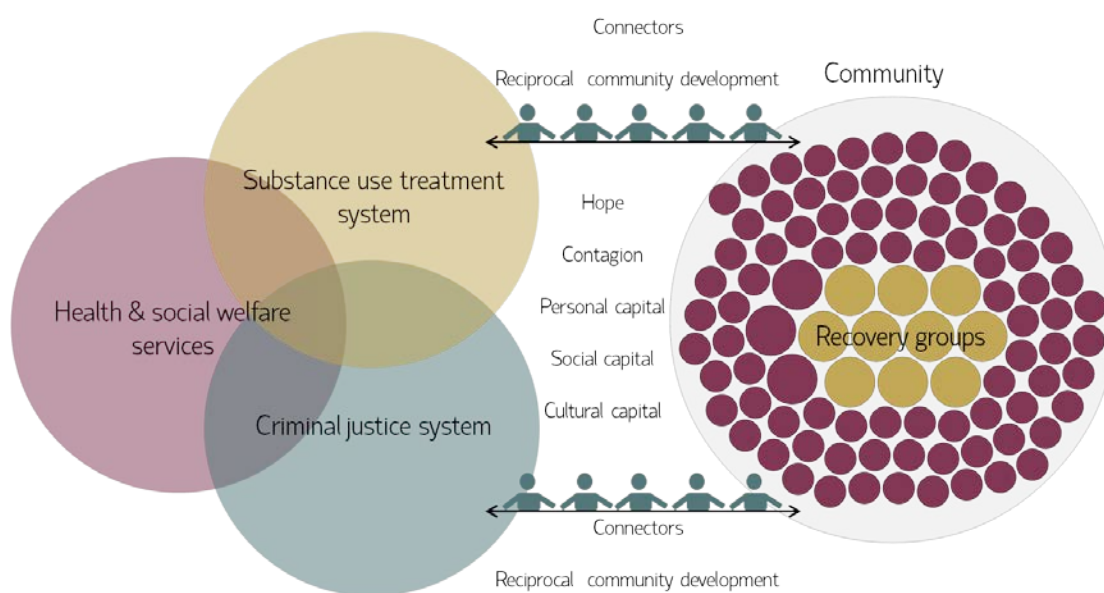 Connectors
Reciprocal community development
Community
Substance use treatment
system
Hope
Contagion
Health & social welfare
services
Personal capital
Recovery groups
Social capital
Cultural capital
Criminal justice system
Connectors
Reciprocal community development